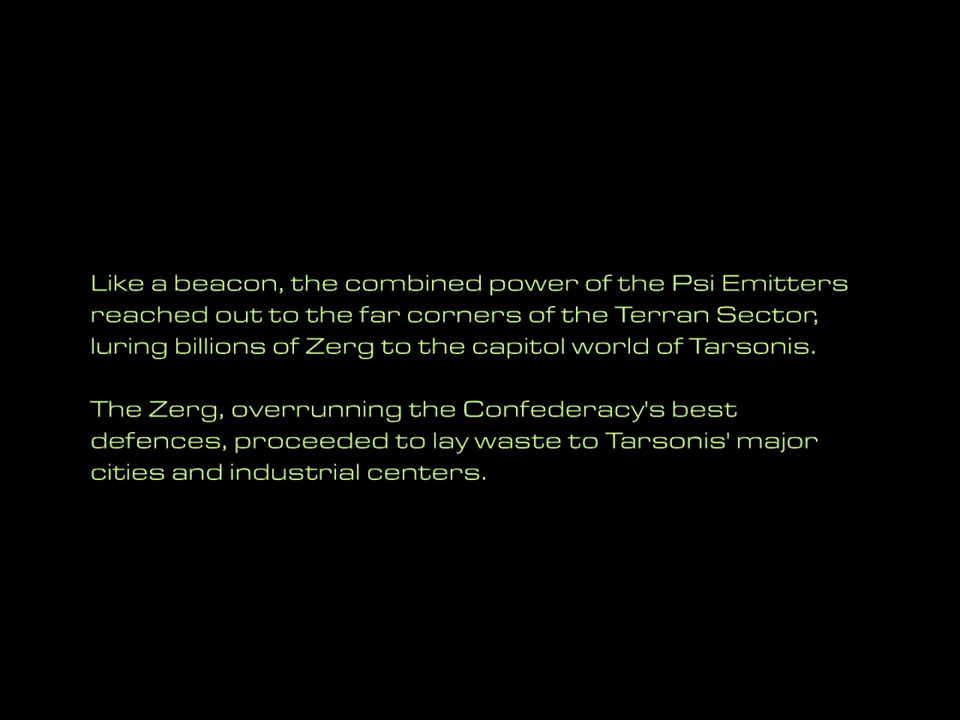 Like a beacon, the combined power of the Psi Emitters
reached out to the far corners of the Terran Sector,
luring billions of Zerg to the capitol world of Tarsonis.
The Zerg, overrunning the Confederacy's best
defences, proceeded to lay waste to Tarsonis' major
cities and industrial centers.